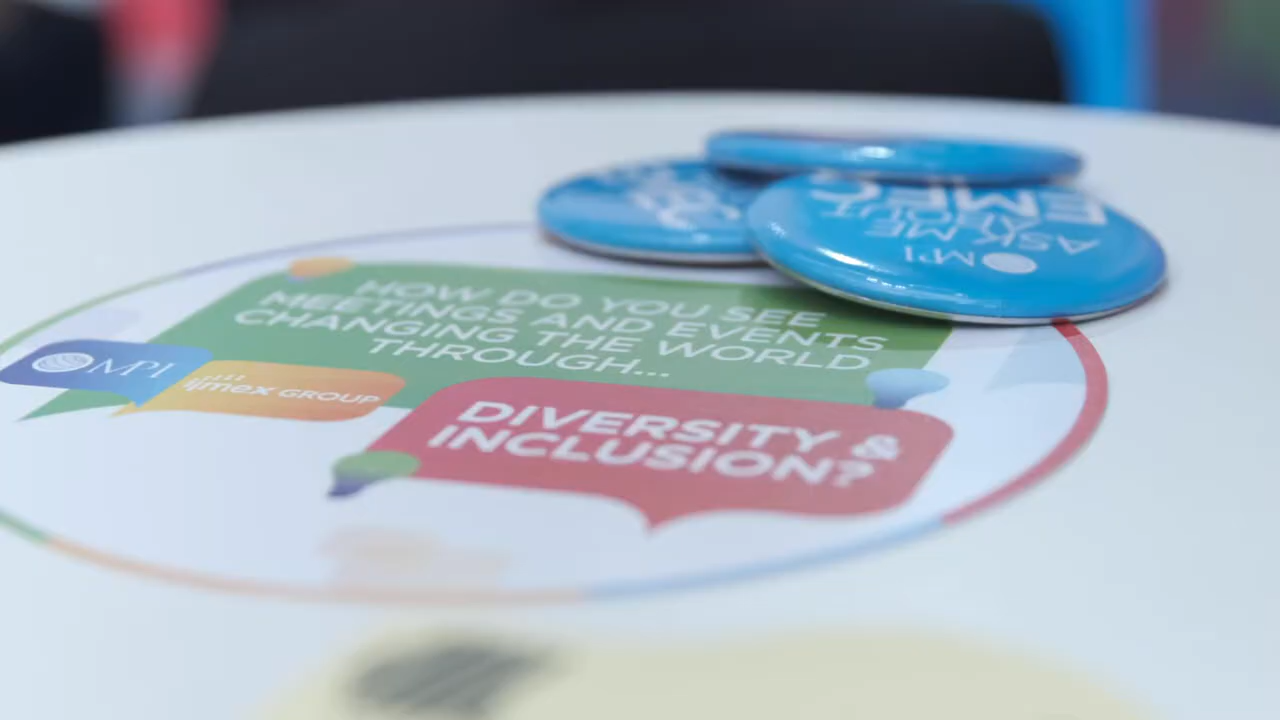 HOW DO YOU SEE
MEETINGS AND EVENTS
CHANGING THE WORLD
THROUGH...
MPI
imex GROUP
DIVERSITY &
INCLUSION?
MPI
ASK ME